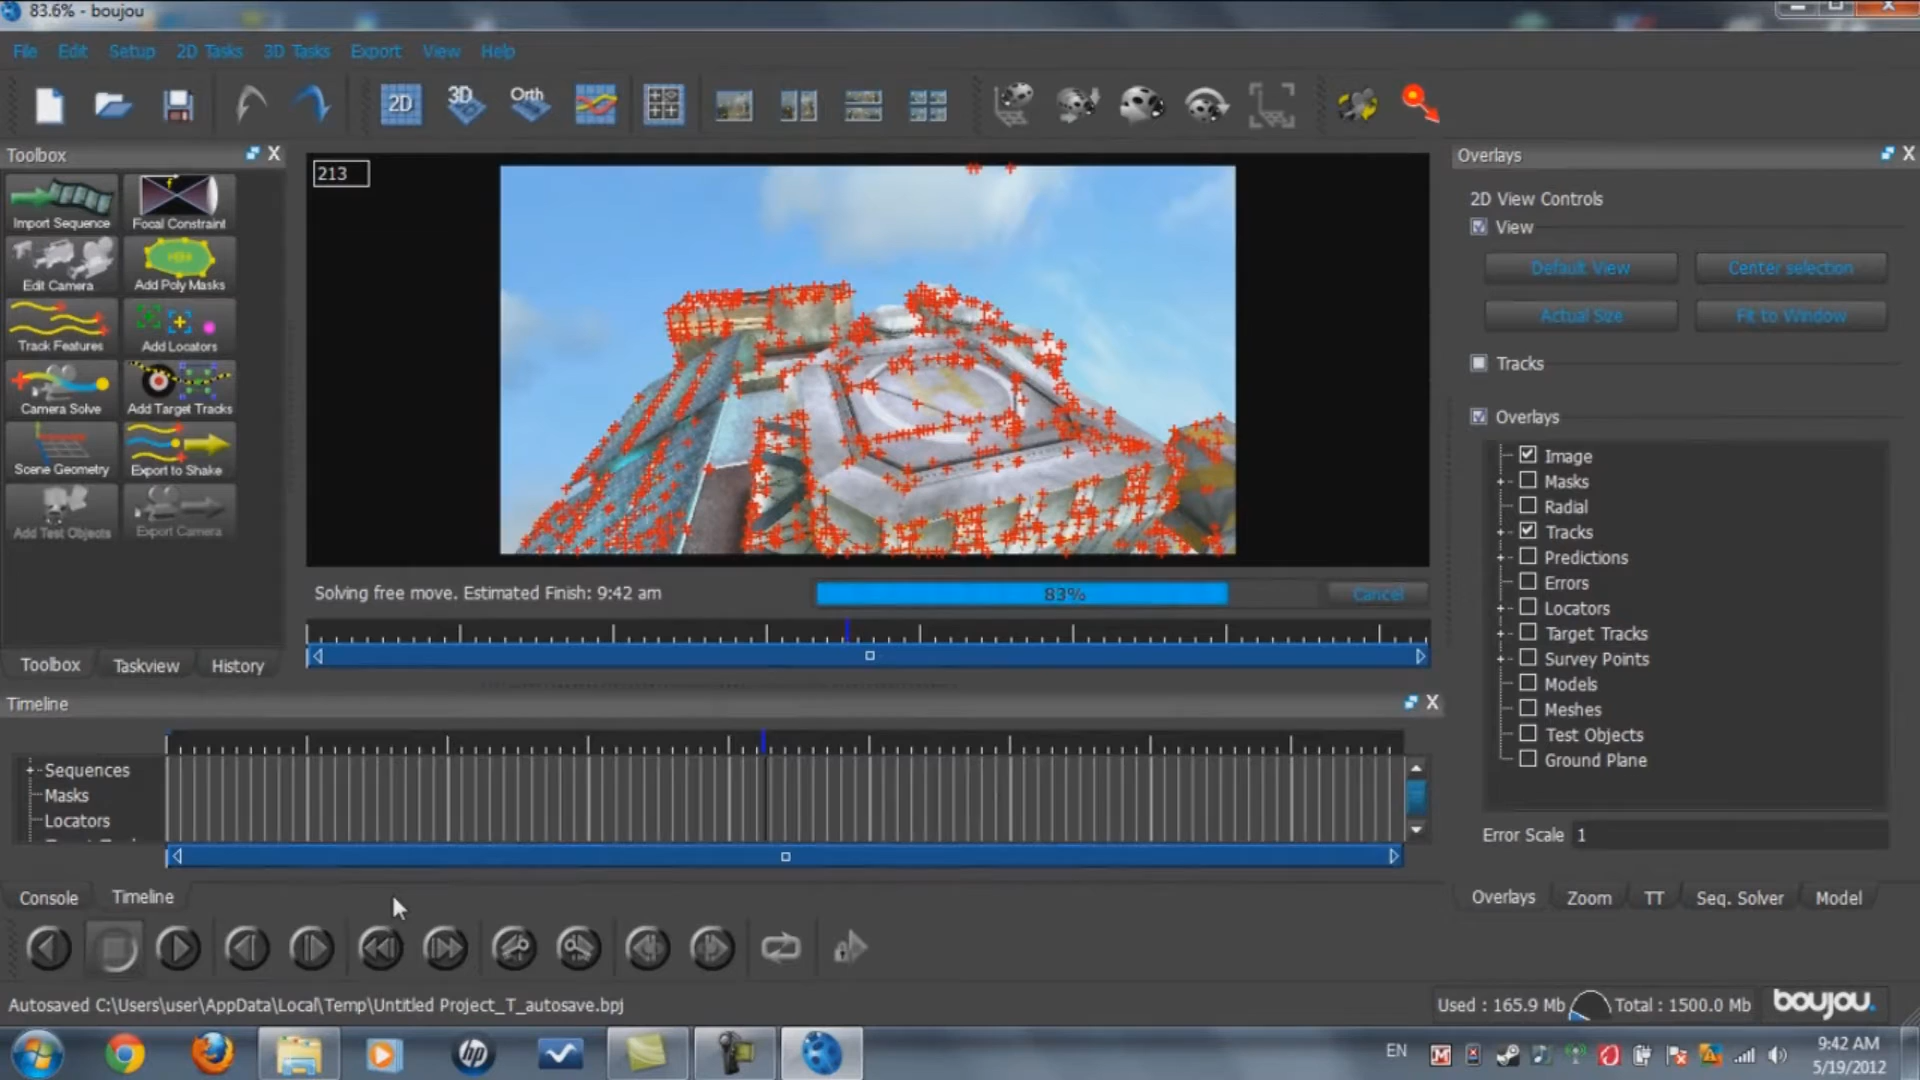 83.6% - boujou
File Edit Setup 2D Tasks 3D Tasks Export View Help
2D 3D Orth
Toolbox
213
Overlays
Import Sequence Focal Constraint
Edit Camera Add Poly Masks
Track Features Add Locators
Camera Solve Add Target Tracks
Scene Geometry Export to Shake
Add Test Objects Export Camera
2D View Controls
View
Default View Center selection
Actual Size Fit to Window
Tracks
Overlays
Image
Masks
Radial
Tracks
Predictions
Errors
Locators
Target Tracks
Survey Points
Models
Meshes
Test Objects
Ground Plane
Error Scale 1
Solving free move. Estimated Finish: 9:42 am 83% Cancel
Toolbox Taskview History
Timeline
Sequences
Masks
Locators
Console Timeline
Overlays Zoom TT Seq. Solver Model
Autosaved C:\Users\user\AppData\Local\Temp\Untitled Project_T_autosave.bpj
Used : 165.9 Mb Total : 1500.0 Mb boujou.
hp
EN
9:42 AM
5/19/2012